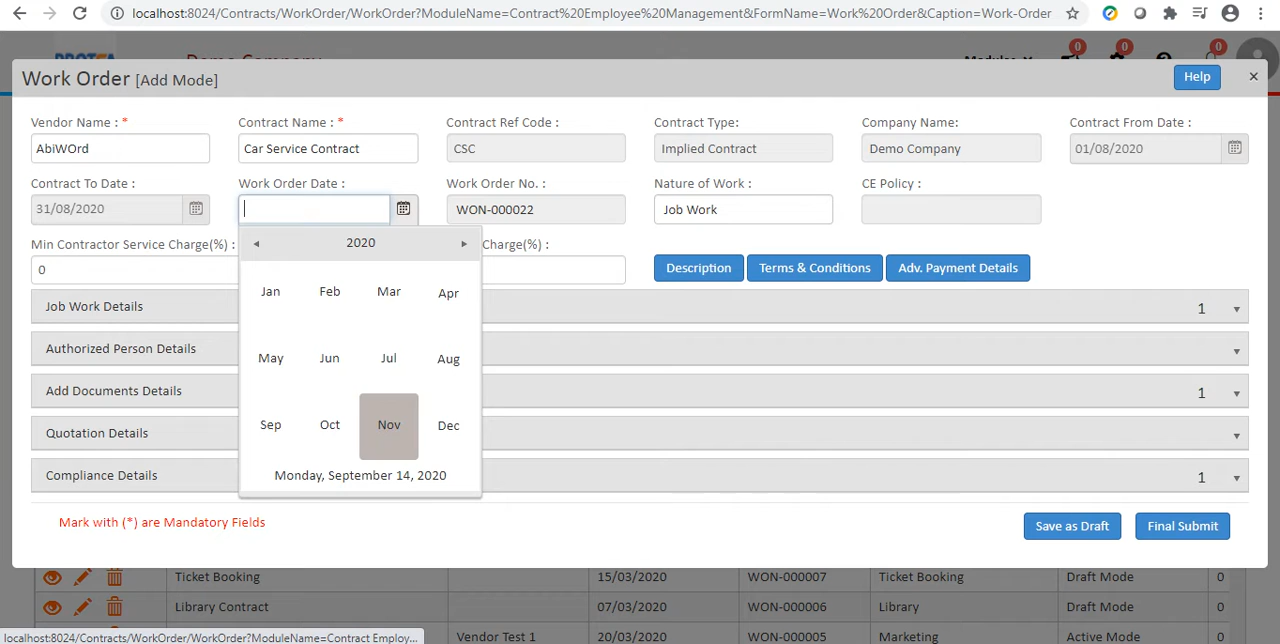 localhost:8024/Contracts/WorkOrder/WorkOrder?ModuleName=Contract%20Employee%20Management&FormName=Work%20Order&Caption=Work-Order
Demo Company
Modules
0
0
0
Work Order [Add Mode]
Help
×
Vendor Name : *
Contract Name : *
Contract Ref Code :
Contract Type:
Company Name:
Contract From Date :
AbiWOrd
Car Service Contract
CSC
Implied Contract
Demo Company
01/08/2020
Contract To Date :
Work Order Date :
Work Order No. :
Nature of Work :
CE Policy :
31/08/2020
WON-000022
Job Work
Min Contractor Service Charge(%) :
Charge(%) :
0
Description
Terms & Conditions
Adv. Payment Details
2020
Jan Feb Mar Apr
May Jun Jul Aug
Sep Oct Nov Dec
Monday, September 14, 2020
Job Work Details 1
Authorized Person Details
Add Documents Details 1
Quotation Details
Compliance Details 1
Mark with (*) are Mandatory Fields
Save as Draft
Final Submit
Ticket Booking 15/03/2020 WON-000007 Ticket Booking Draft Mode 0
Library Contract 07/03/2020 WON-000006 Library Draft Mode 0
Vendor Test 1 20/03/2020 WON-000005 Marketing Active Mode 0
localhost:8024/Contracts/WorkOrder/WorkOrder?ModuleName=Contract Employ...